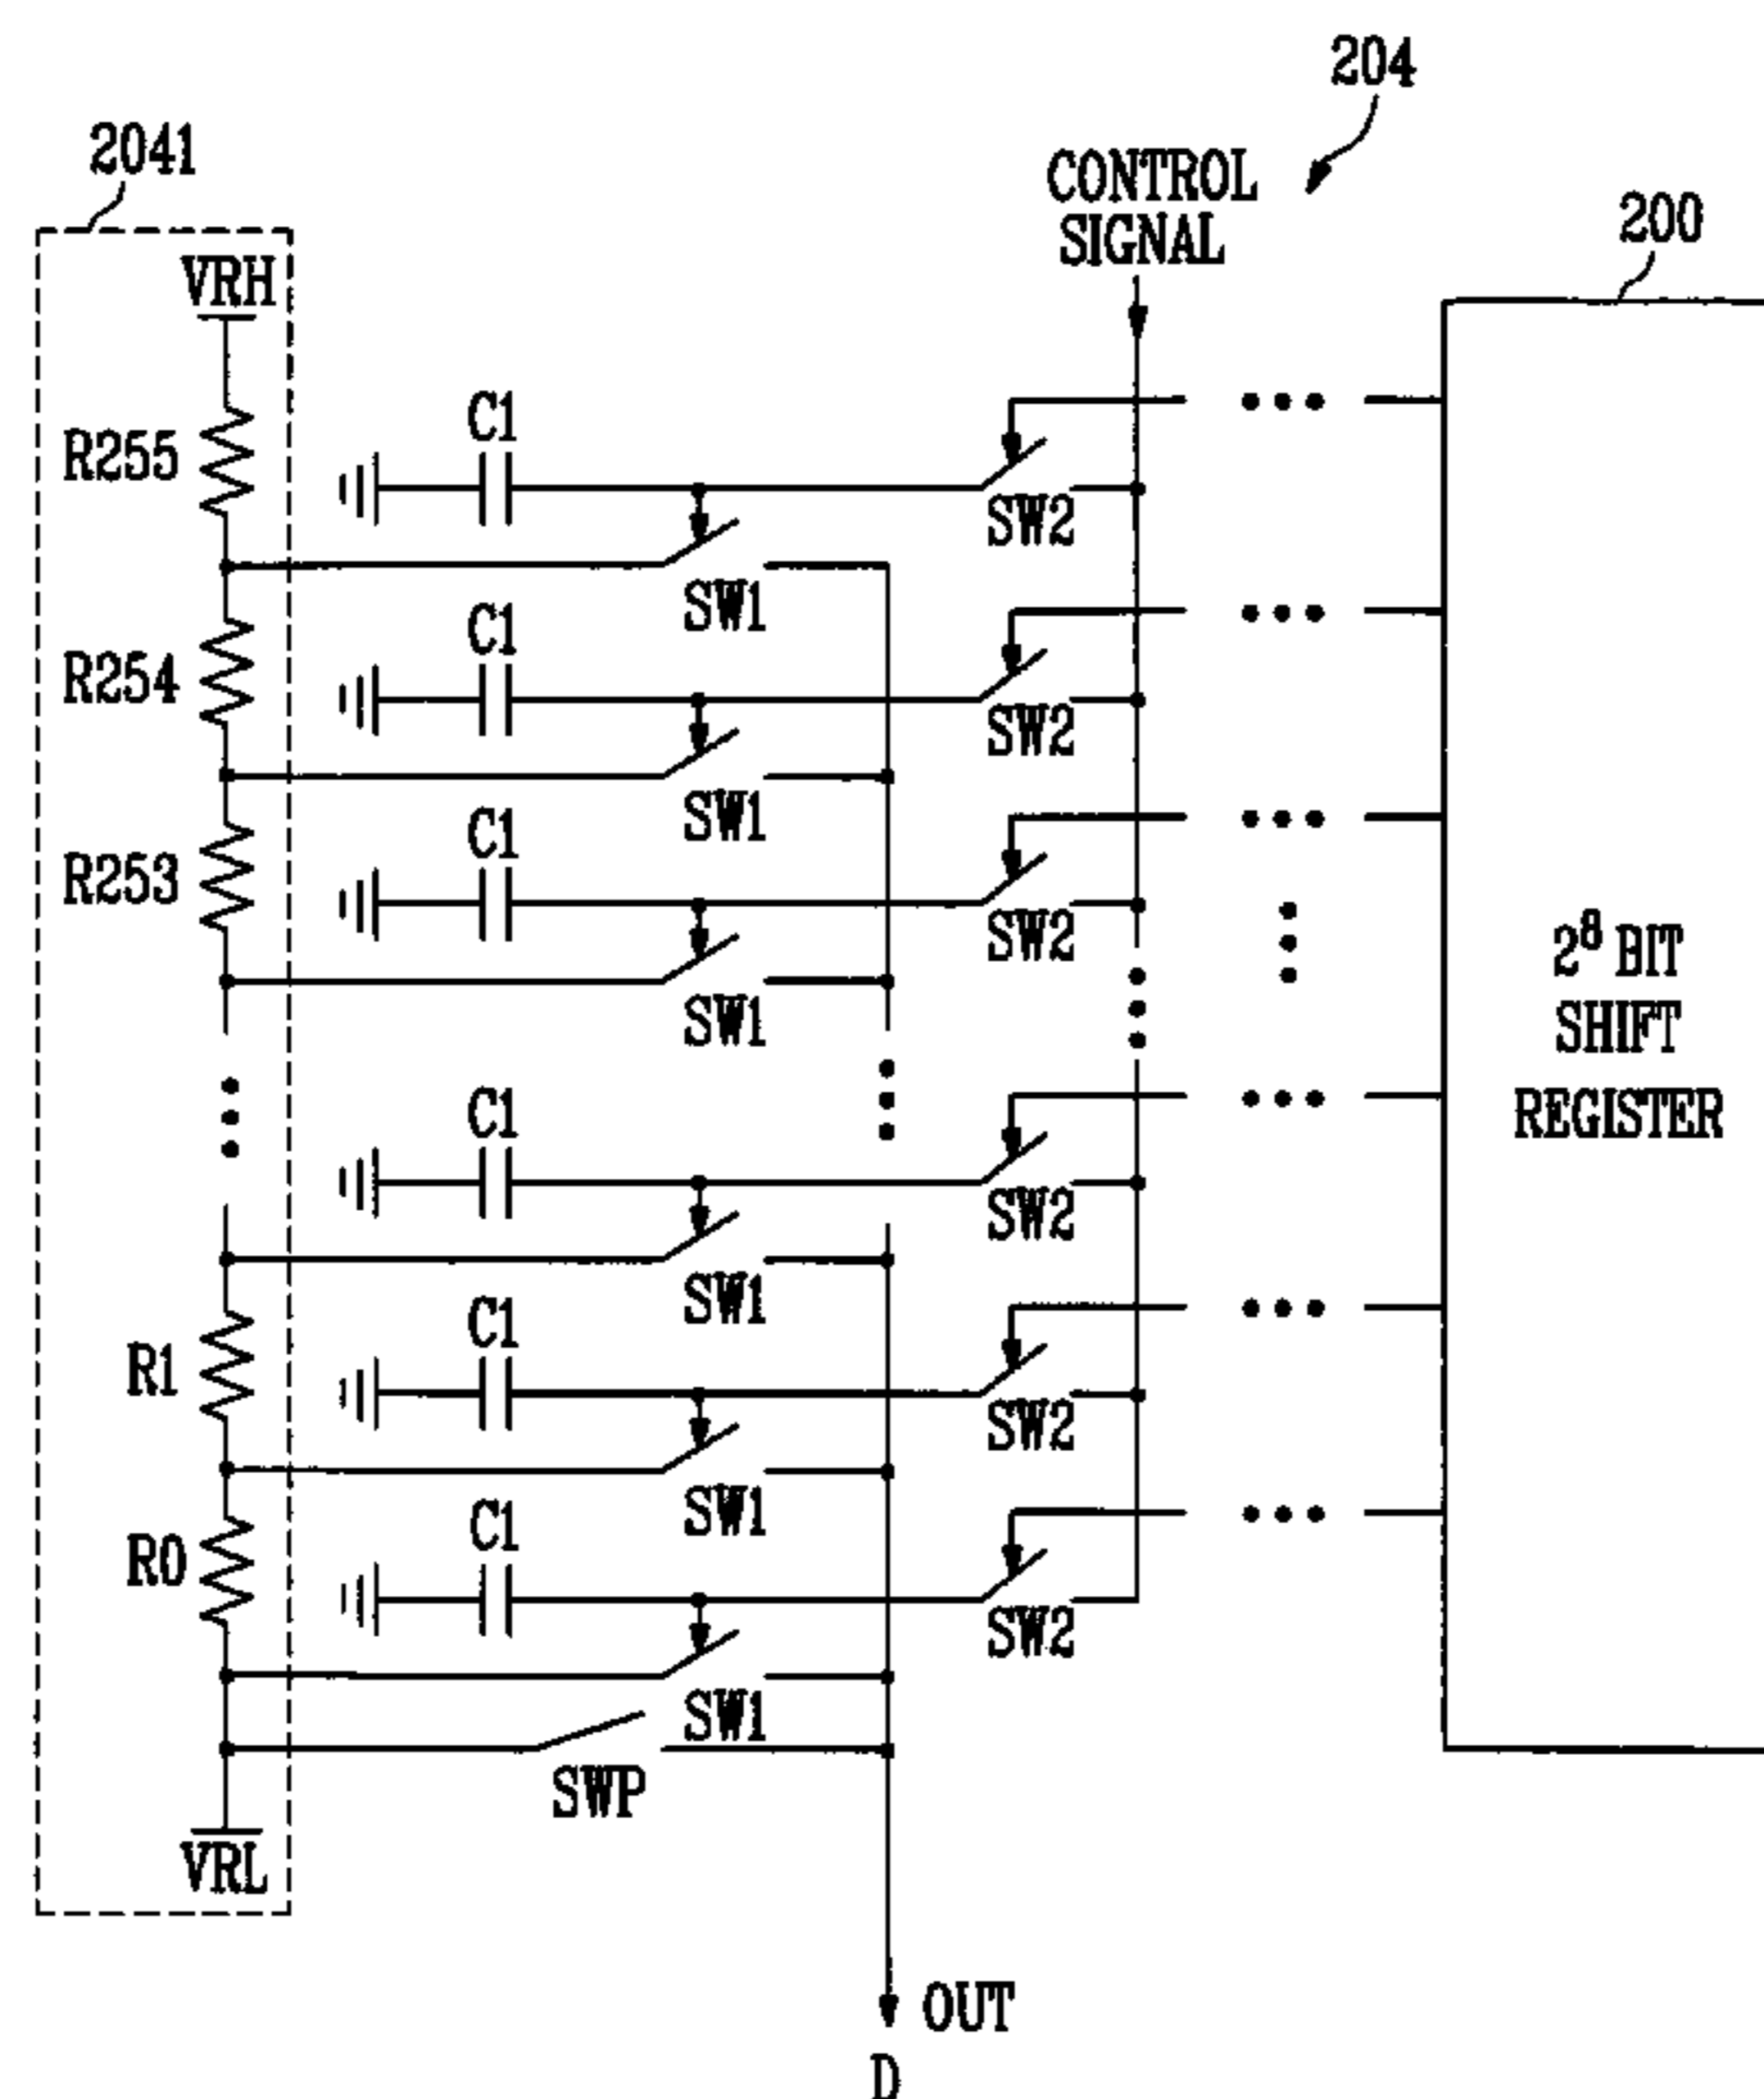 204
2041
CONTROL
SIGNAL
200
VRH
C1
R255
SW2
SW1
C1
R254
SW2
SW1
C1
R253
SW2
2⁸ BIT
SHIFT
REGISTER
SW1
C1
SW2
SW1
C1
R1
SW2
SW1
C1
R0
SW2
SW1
SWP
VRL
OUT
D